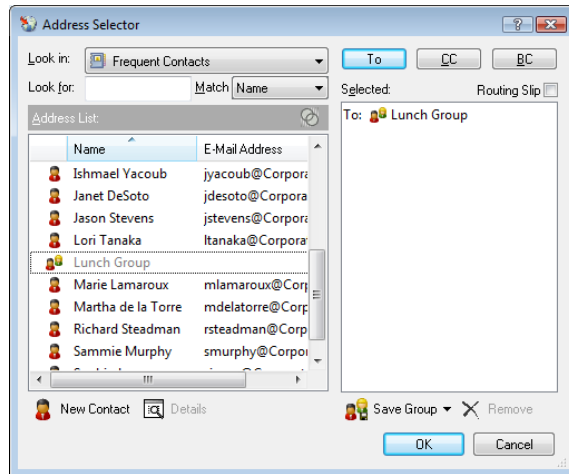 Address Selector
Look in: Frequent Contacts To CC BC
Look for: Match Name Selected: Routing Slip
Address List: To: Lunch Group
Name E-Mail Address
Ishmael Yacoub jyacoub@Corpora
Janet DeSoto jdesoto@Corpora
Jason Stevens jstevens@Corpora
Lori Tanaka ltanaka@Corpora
Lunch Group
Marie Lamaroux mlamaroux@Corp
Martha de la Torre mdelatorre@Corp
Richard Steadman rsteadman@Corp
Sammie Murphy smurphy@Corpor
New Contact Details Save Group Remove
OK Cancel